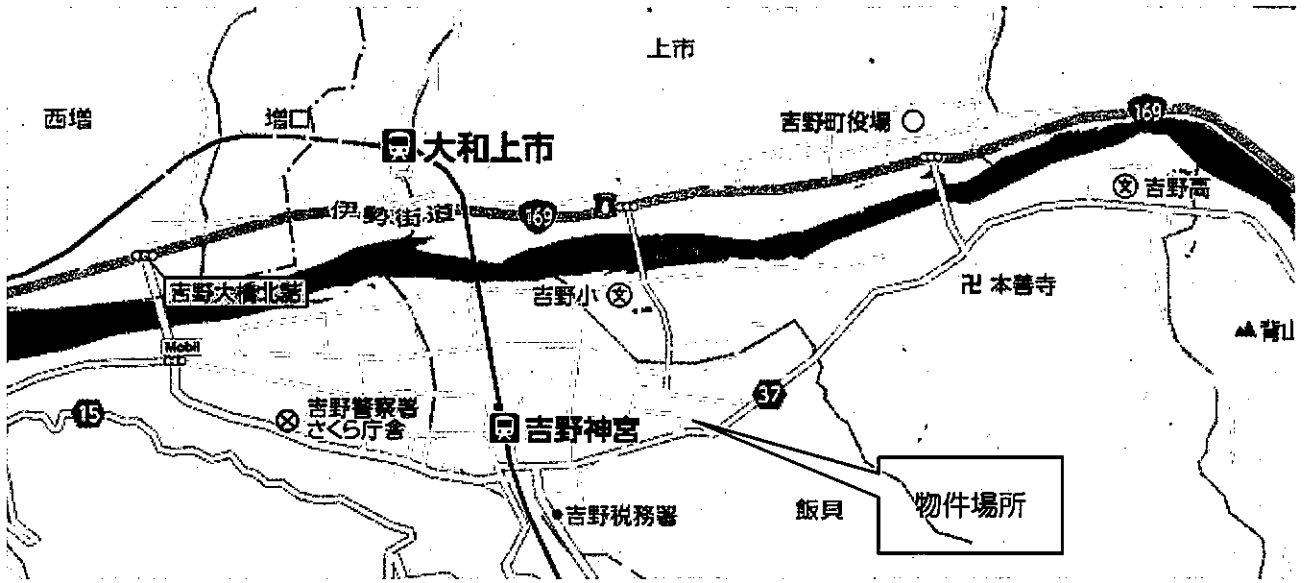 上市
西増
増口
吉野町役場
169
大和上市
文 吉野高
伊勢街道
169
吉野大橋北詰
吉野小 文
卍 本善寺
背山
Mobil
37
15
吉野警察署
さくら庁舎
吉野神宮
物件場所
飯貝
吉野税務署